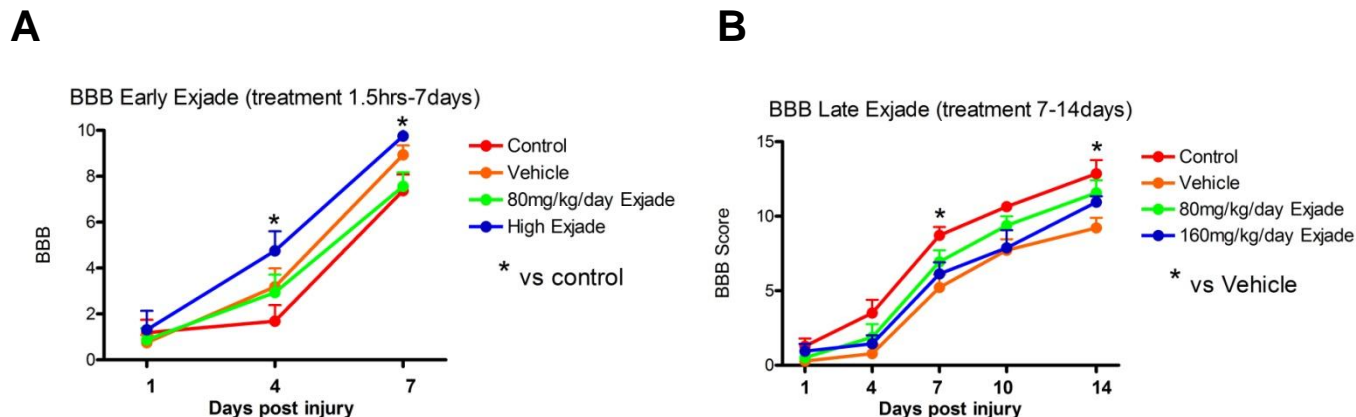 A
BBB Early Exjade (treatment 1.5hrs-7days)
10
8
6
4
2
0
BBB
1 4 7
Days post injury
*
*
Control
Vehicle
80mg/kg/day Exjade
High Exjade
* vs control
B
BBB Late Exjade (treatment 7-14days)
15
10
5
0
BBB Score
1 4 7 10 14
Days post injury
*
*
Control
Vehicle
80mg/kg/day Exjade
160mg/kg/day Exjade
* vs Vehicle